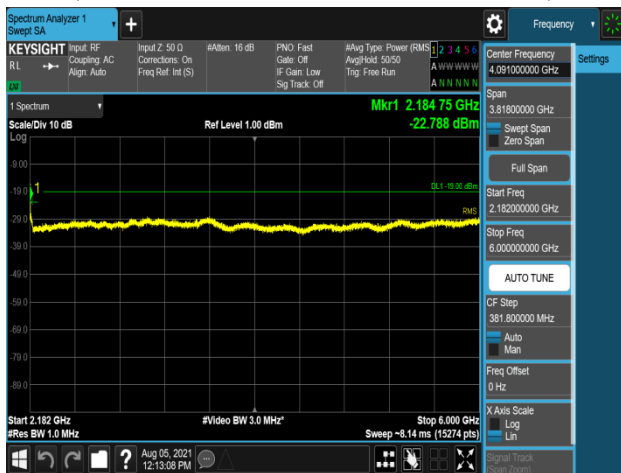 Spectrum Analyzer 1
Swept SA
+
Frequency
KEYSIGHT
RL
Input: RF
Coupling: AC
Align: Auto
Input Z: 50 Ω
Corrections: On
Freq Ref: Int (S)
#Atten: 16 dB
PNO: Fast
Gate: Off
IF Gain: Low
Sig Track: Off
#Avg Type: Power (RMS
Avg|Hold: 50/50
Trig: Free Run
1 2 3 4 5 6
A W W W W W
A N N N N N
LW
Center Frequency
4.091000000 GHz
Settings
Span
3.81800000 GHz
Swept Span
Zero Span
Full Span
Start Freq
2.182000000 GHz
Stop Freq
6.000000000 GHz
AUTO TUNE
CF Step
381.800000 MHz
Auto
Man
Freq Offset
0 Hz
X Axis Scale
Log
Lin
Signal Track
(Span Zoom)
1 Spectrum
Scale/Div 10 dB
Log
Ref Level 1.00 dBm
Mkr1 2.184 75 GHz
-22.788 dBm
-9.00
-19.0
-29.0
-39.0
-49.0
-59.0
-69.0
-79.0
-89.0
1
DL1 -19.00 dBm
RMS
Start 2.182 GHz
#Res BW 1.0 MHz
#Video BW 3.0 MHz*
Stop 6.000 GHz
Sweep ~8.14 ms (15274 pts)
?
Aug 05, 2021
12:13:08 PM